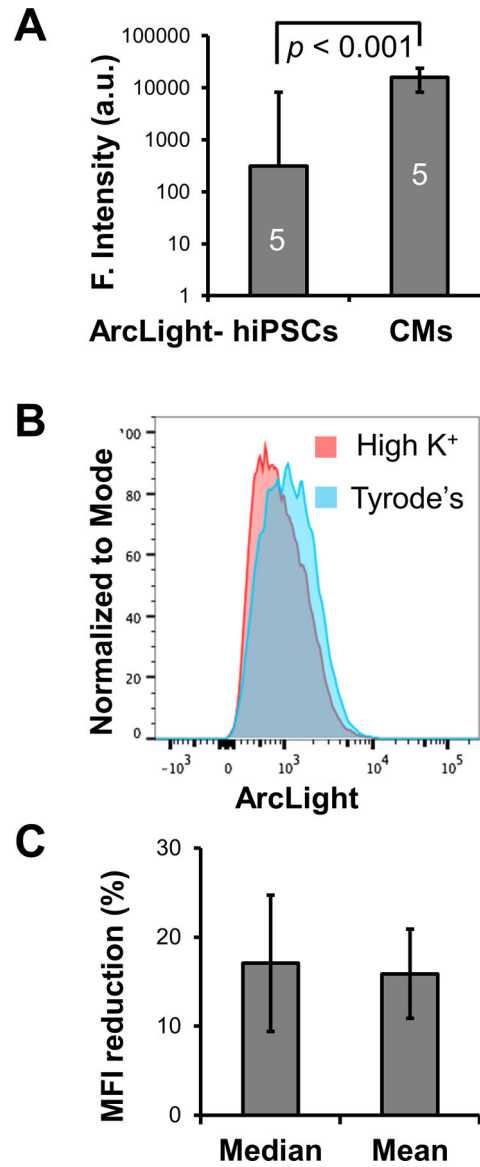 A
F. Intensity (a.u.)
100000
10000
1000
100
10
1
p < 0.001
5
5
ArcLight- hiPSCs
CMs
B
Normalized to Mode
'00
80
60
40
20
0
High K⁺
Tyrode's
-10³ 0 10³ 10⁴ 10⁵
ArcLight
C
MFI reduction (%)
30
20
10
0
Median Mean